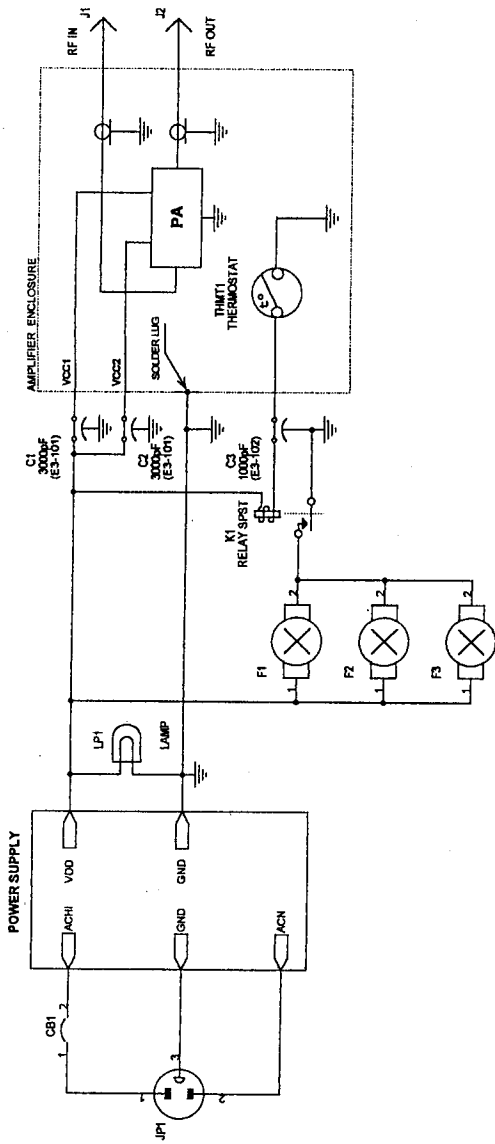 POWER SUPPLY
JP1
1
2
3
CB1
1
2
ACHI
GND
ACN
VDD
GND
LP1
LAMP
F1
1
2
F2
1
2
F3
1
2
K1
RELAY SPST
C1
3000pF
(E3-101)
C2
3000pF
(E3-101)
C3
1000pF
(E3-102)
AMPLIFIER ENCLOSURE
VCC1
VCC2
SOLDER LUG
PA
THMT1
THERMOSTAT
t°
RF IN
J1
RF OUT
J2